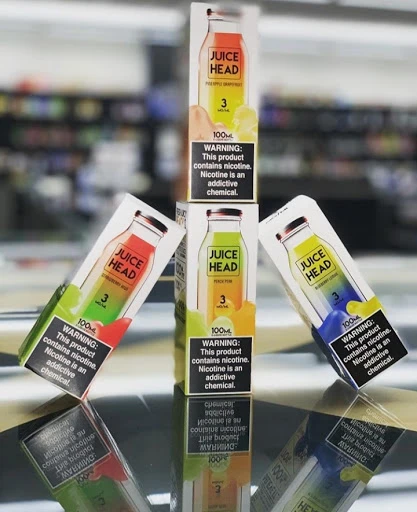 JUICE
HEAD
PINEAPPLE GRAPEFRUIT
3
100mL
WARNING:
This product
contains nicotine.
Nicotine is an
addictive
chemical.
JUICE
HEAD
3
100mL
WARNING:
This product
contains nicotine.
Nicotine is an
addictive
chemical.
JUICE
HEAD
PEACH PEAR
3
100mL
WARNING:
This product
contains nicotine.
Nicotine is an
addictive
chemical.
JUICE
HEAD
BLUEBERRY LEMON
3
100mL
WARNING:
This product
contains nicotine.
Nicotine is an
addictive
chemical.